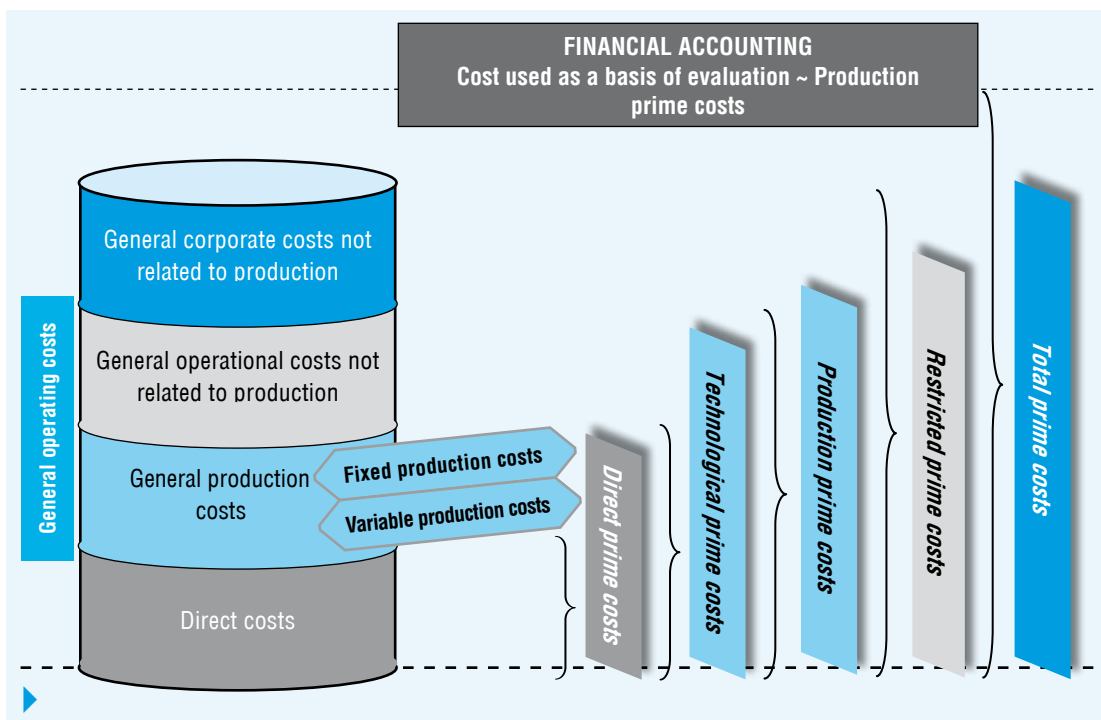 FINANCIAL ACCOUNTING
Cost used as a basis of evaluation ~ Production
prime costs
General corporate costs not
related to production
General operating costs
General operational costs not
related to production
General production
costs
Fixed production costs
Variable production costs
Direct costs
Direct prime costs
Technological prime costs
Production prime costs
Restricted prime costs
Total prime costs